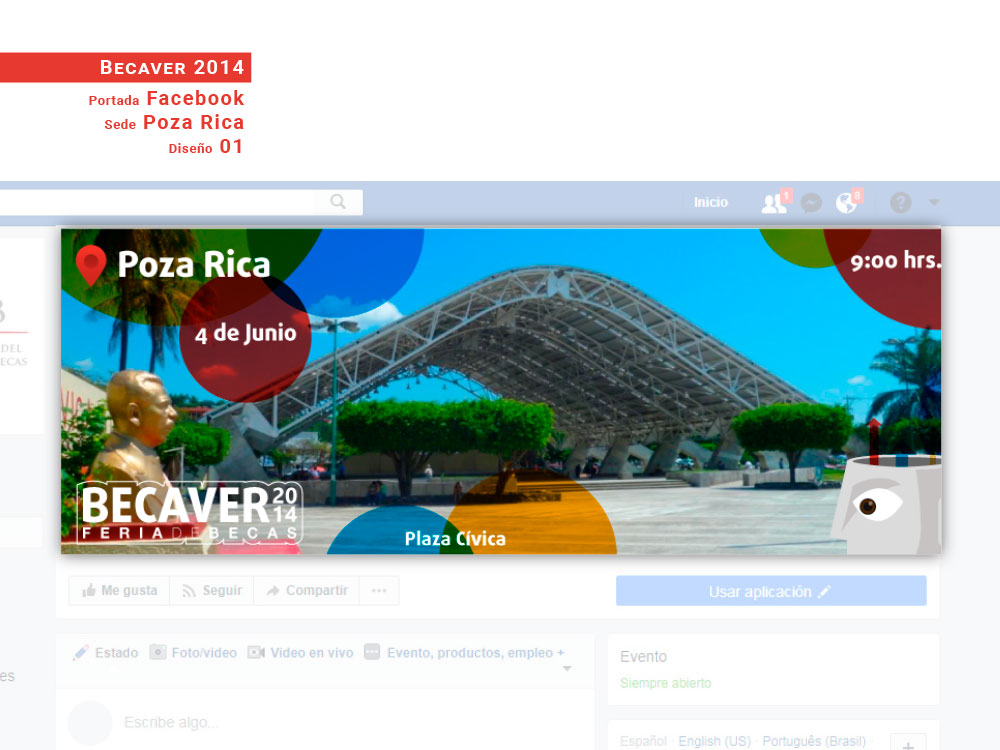 Becaver 2014
Portada Facebook
Sede Poza Rica
Diseño 01
Inicio
1
8
?
Poza Rica
9:00 hrs.
4 de Junio
DEL
ECAS
BECAVER 2014
FERIA DE BECAS
Plaza Cívica
Me gusta
Seguir
Compartir
Usar aplicación
Estado
Foto/video
Video en vivo
Evento, productos, empleo +
Evento
es
Siempre abierto
Escribe algo...
Español · English (US) · Português (Brasil) ·
+